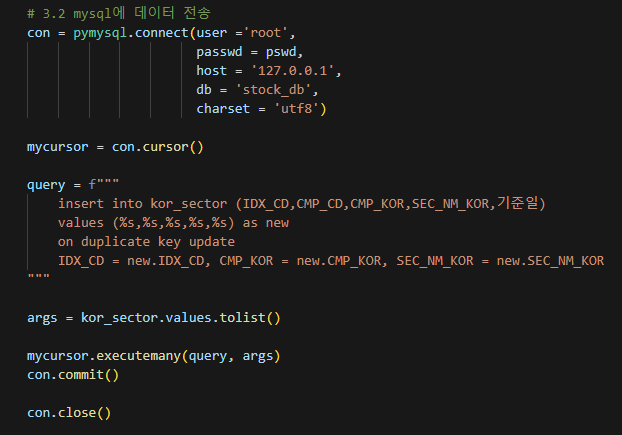 # 3.2 mysql에 데이터 전송
con = pymysql.connect(user ='root',
                      passwd = pswd,
                      host = '127.0.0.1',
                      db = 'stock_db',
                      charset = 'utf8')

mycursor = con.cursor()

query = f"""
    insert into kor_sector (IDX_CD,CMP_CD,CMP_KOR,SEC_NM_KOR,기준일)
    values (%s,%s,%s,%s,%s) as new
    on duplicate key update
    IDX_CD = new.IDX_CD, CMP_KOR = new.CMP_KOR, SEC_NM_KOR = new.SEC_NM_KOR
"""

args = kor_sector.values.tolist()

mycursor.executemany(query, args)
con.commit()

con.close()